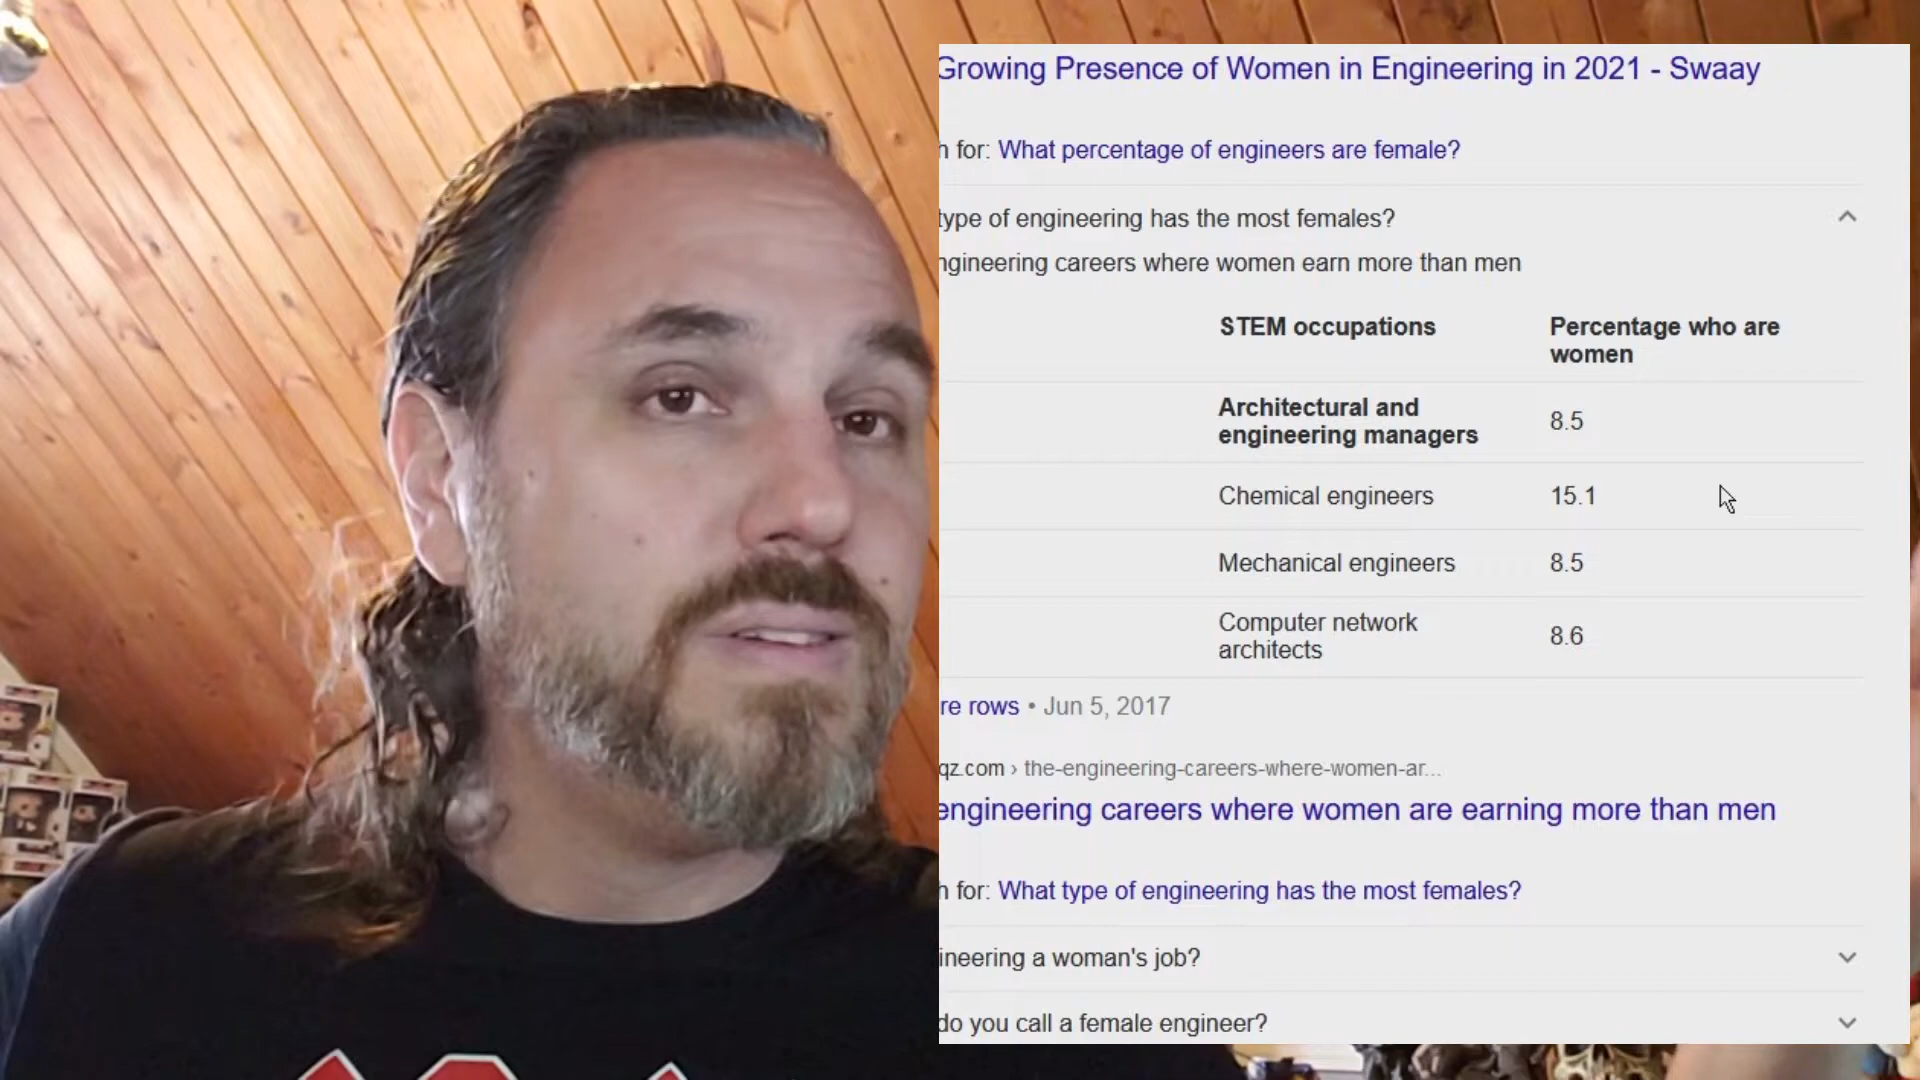 Growing Presence of Women in Engineering in 2021 - Swaay
for: What percentage of engineers are female?
type of engineering has the most females?
ngineering careers where women earn more than men
STEM occupations
Percentage who are
women
Architectural and
engineering managers
8.5
Chemical engineers
15.1
Mechanical engineers
8.5
Computer network
architects
8.6
re rows • Jun 5, 2017
qz.com › the-engineering-careers-where-women-ar...
engineering careers where women are earning more than men
h for: What type of engineering has the most females?
ineering a woman's job?
do you call a female engineer?